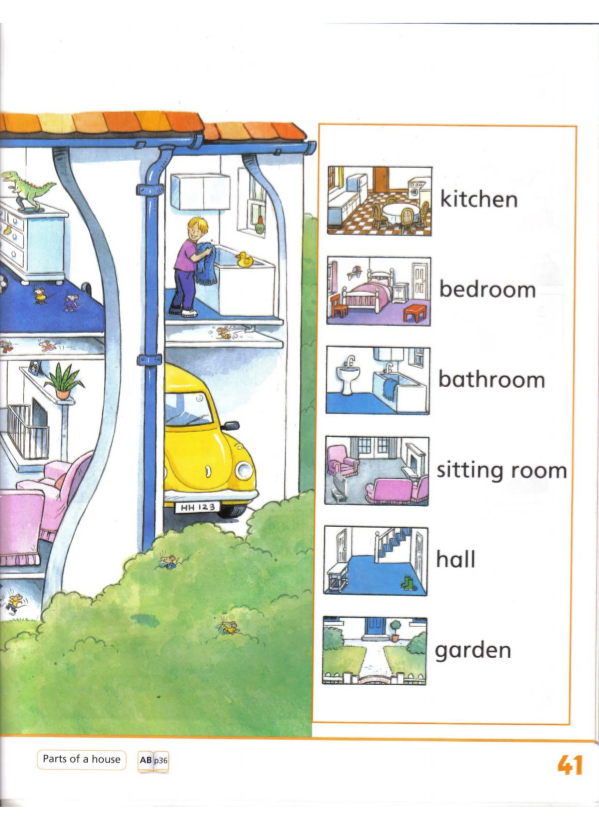 kitchen
bedroom
bathroom
sitting room
hall
garden
HH 123
Parts of a house
AB p36
41